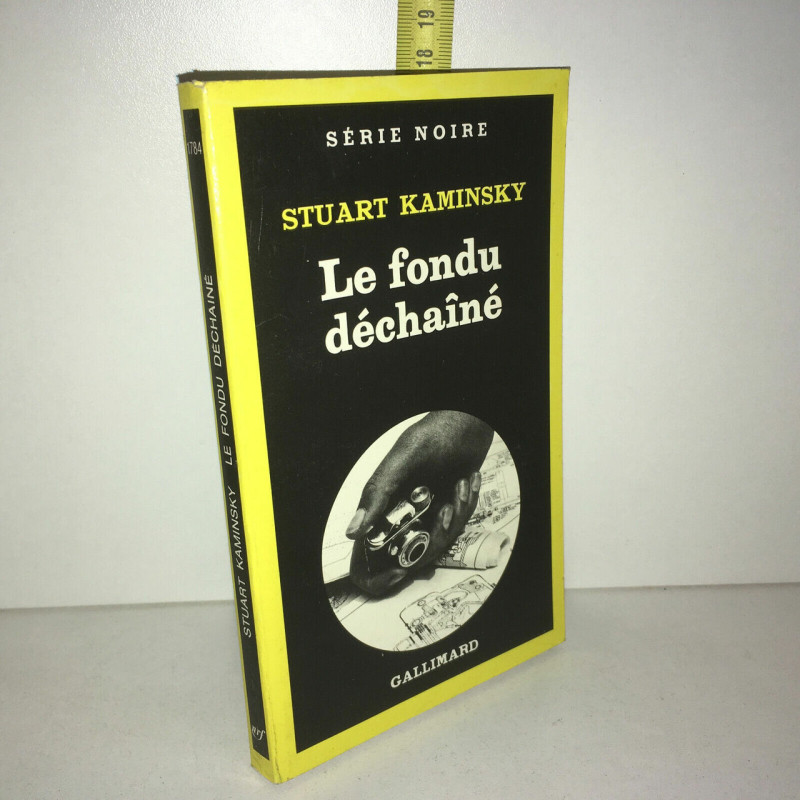 19
18
SÉRIE NOIRE
STUART KAMINSKY
Le fondu
déchaîné
GALLIMARD
1784
STUART KAMINSKY LE FONDU DÉCHAÎNÉ
nrf